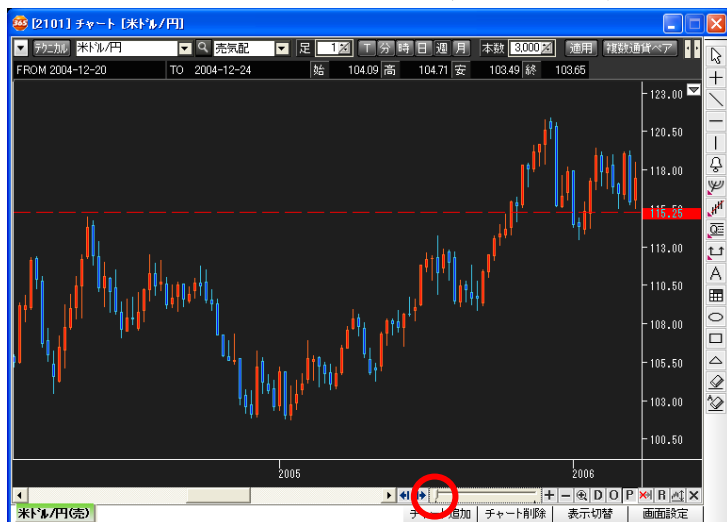 365 [2101] チャート [米ドル/円]
テクニカル 米ドル/円 売気配 足 1 T 分 時 日 週 月 本数 3,000 適用 複数通貨ペア
FROM 2004-12-20 TO 2004-12-24 始 104.09 高 104.71 安 103.49 終 103.65
123.00
120.50
118.00
115.25
113.00
110.50
108.00
105.50
103.00
100.50
2005 2006
D O P R
米ドル/円(売) チャート追加 チャート削除 表示切替 画面設定